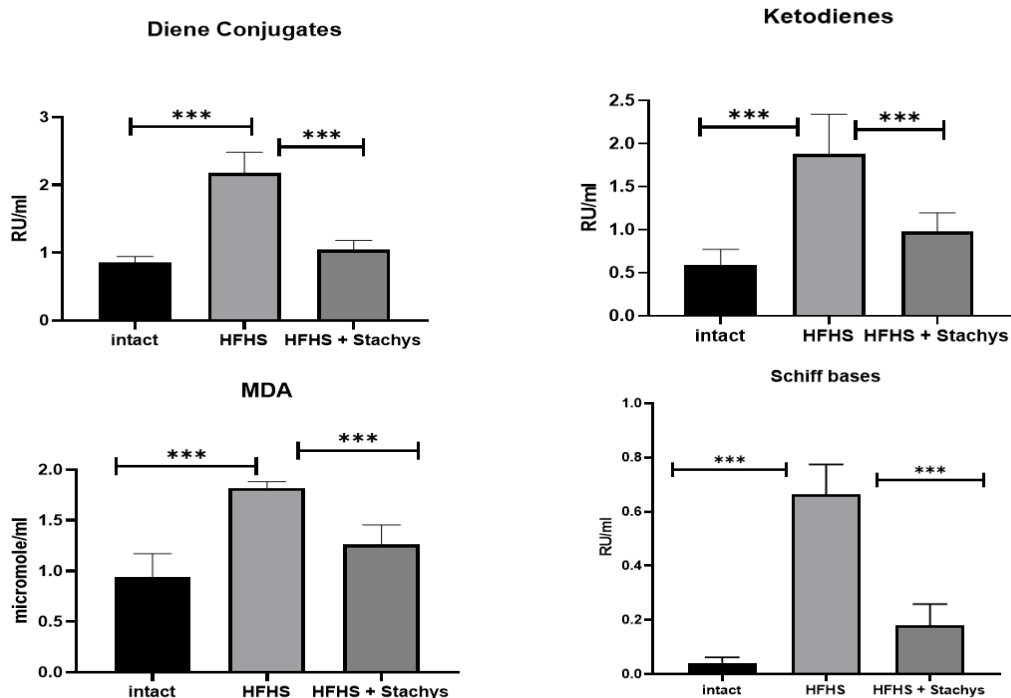 Diene Conjugates
RU/ml
3
2
1
0
***
***
intact HFHS HFHS + Stachys
Ketodienes
RU/ml
2.5
2.0
1.5
1.0
0.5
0.0
***
***
intact HFHS HFHS + Stachys
MDA
micromole/ml
2.0
1.5
1.0
0.5
0.0
***
***
intact HFHS HFHS + Stachys
Schiff bases
RU/ml
1.0
0.8
0.6
0.4
0.2
0.0
***
***
intact HFHS HFHS + Stachys